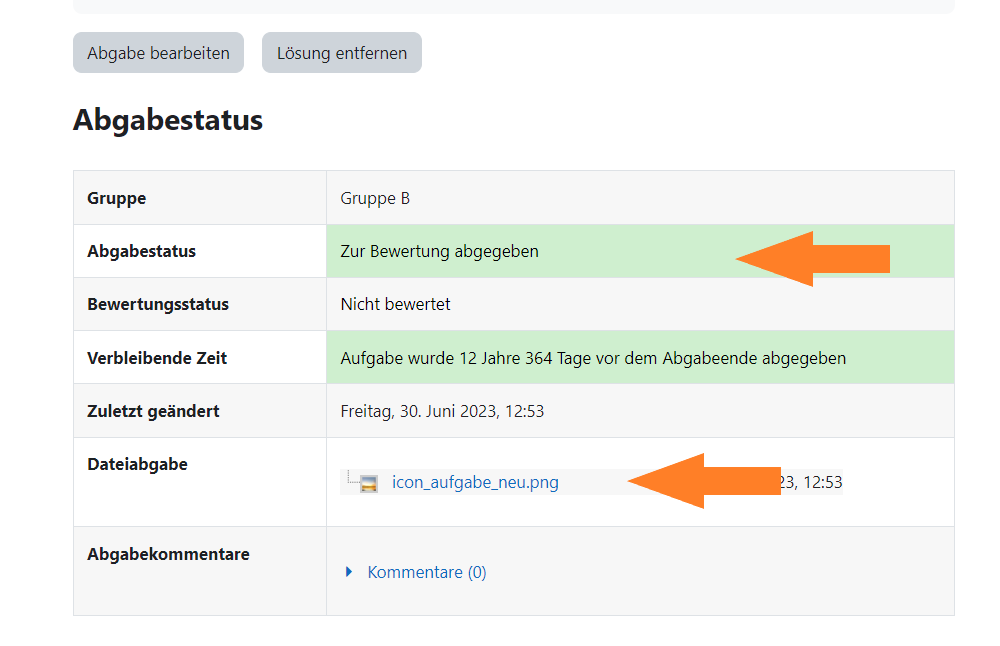 Abgabe bearbeiten Lösung entfernen
Abgabestatus
Gruppe Gruppe B
Abgabestatus Zur Bewertung abgegeben
Bewertungsstatus Nicht bewertet
Verbleibende Zeit Aufgabe wurde 12 Jahre 364 Tage vor dem Abgabeende abgegeben
Zuletzt geändert Freitag, 30. Juni 2023, 12:53
Dateiabgabe
icon_aufgabe_neu.png 23, 12:53
Abgabekommentare
Kommentare (0)